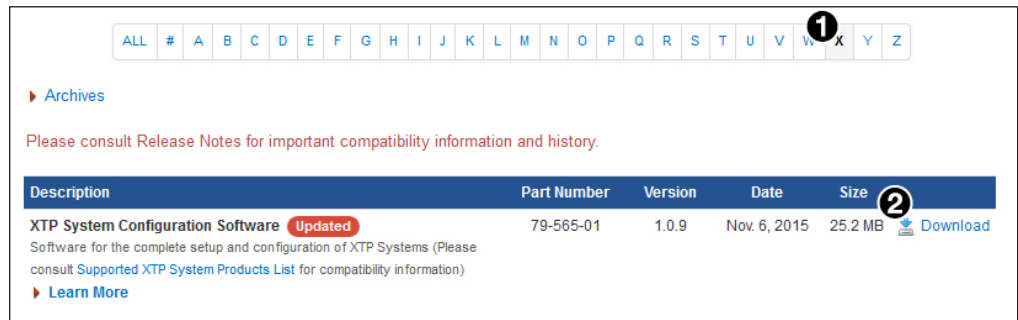 ALL # A B C D E F G H I J K L M N O P Q R S T U V W 1 X Y Z
Archives
Please consult Release Notes for important compatibility information and history.
Description Part Number Version Date Size 2
XTP System Configuration Software Updated 79-565-01 1.0.9 Nov. 6, 2015 25.2 MB Download
Software for the complete setup and configuration of XTP Systems (Please
consult Supported XTP System Products List for compatibility information)
Learn More